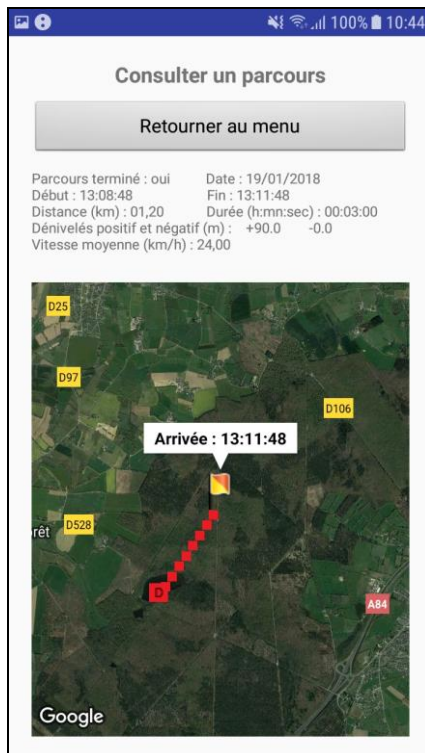 100% 10:44
Consulter un parcours
Retourner au menu
Parcours terminé : oui Date : 19/01/2018
Début : 13:08:48 Fin : 13:11:48
Distance (km) : 01,20 Durée (h:mn:sec) : 00:03:00
Dénivelés positif et négatif (m) : +90.0 -0.0
Vitesse moyenne (km/h) : 24,00
D25
D97
D106
Arrivée : 13:11:48
D528
rêt
D
A84
Google